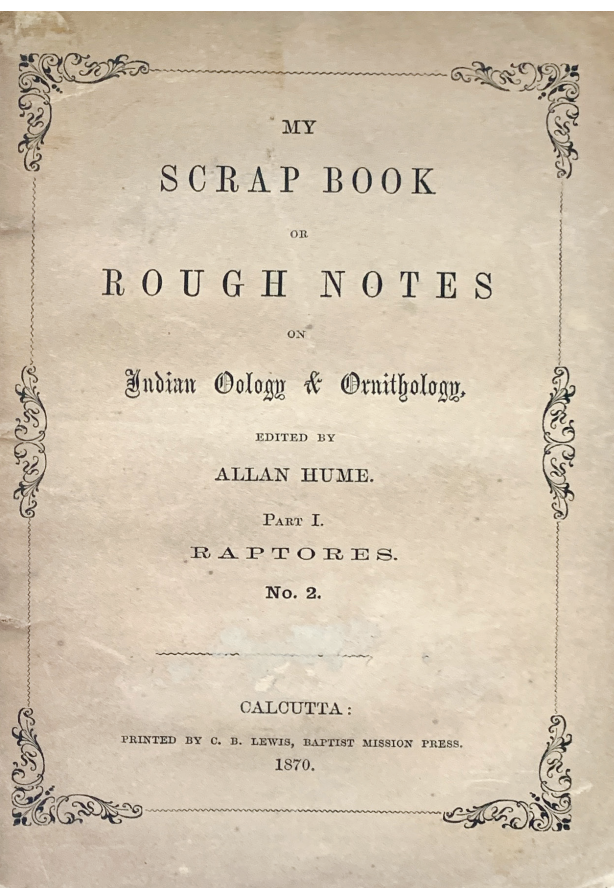 MY
SCRAP BOOK
OR
ROUGH NOTES
ON
Indian Oology & Ornithology,
EDITED BY
ALLAN HUME.
PART I.
RAPTORES.
No. 2.
CALCUTTA:
PRINTED BY C. B. LEWIS, BAPTIST MISSION PRESS.
1870.